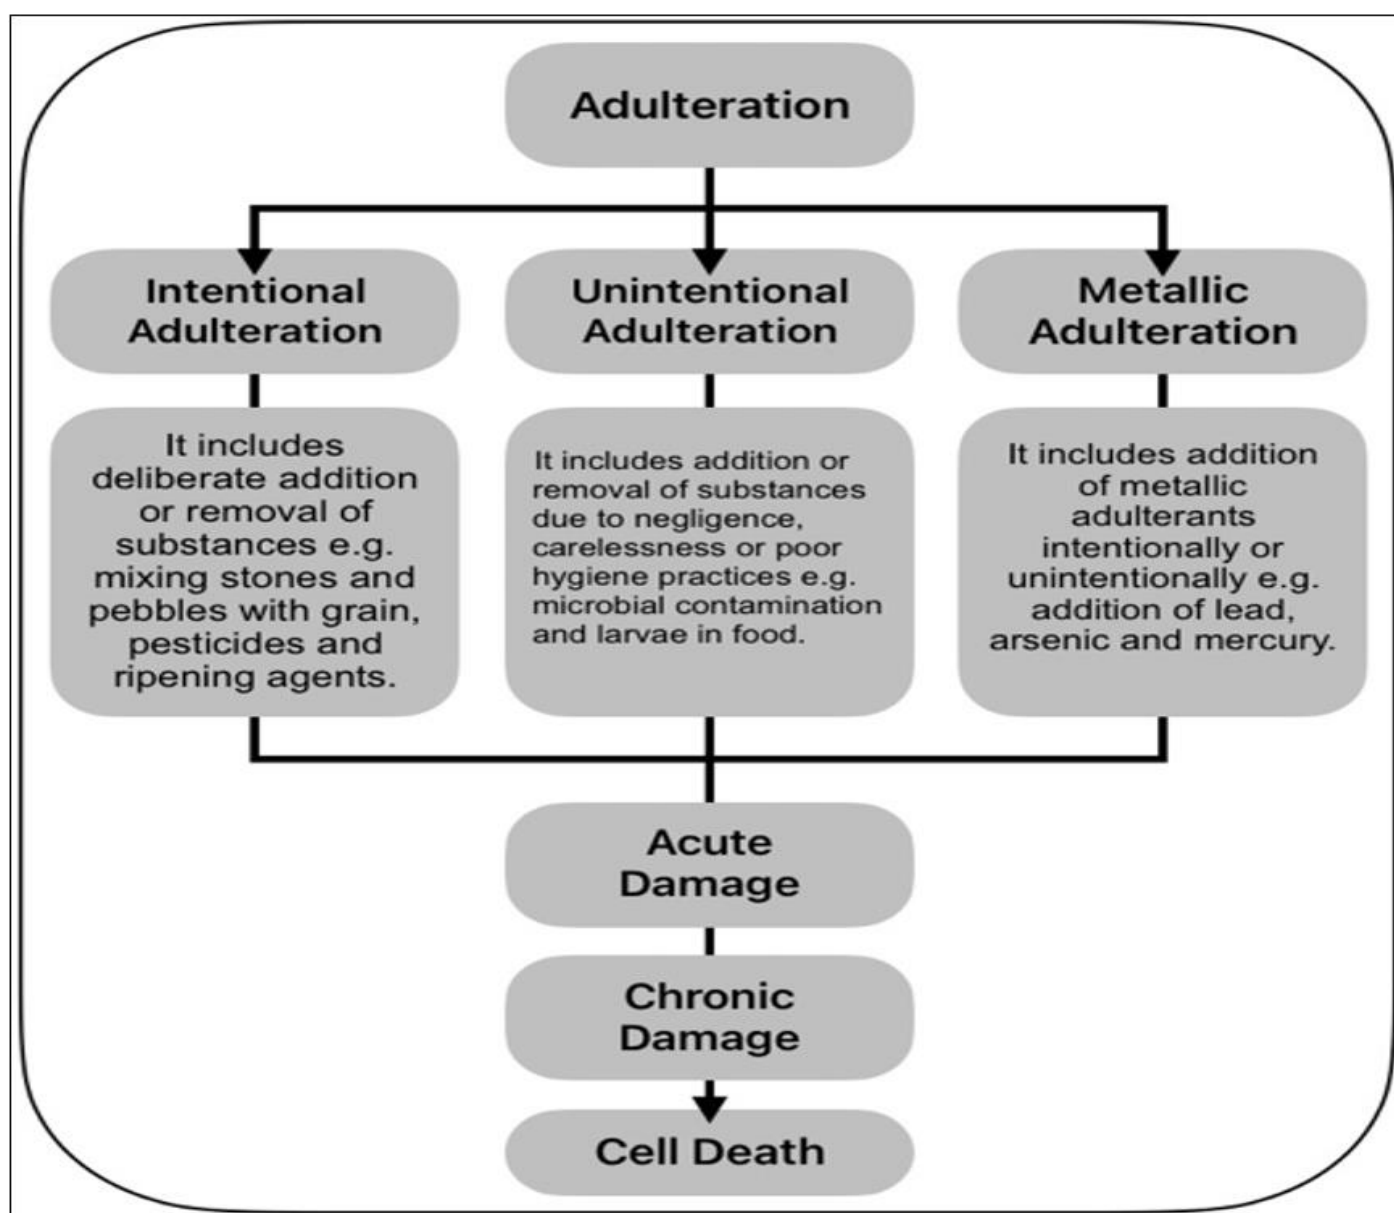 Adulteration
Intentional
Adulteration
Unintentional
Adulteration
Metallic
Adulteration
It includes
deliberate addition
or removal of
substances e.g.
mixing stones and
pebbles with grain,
pesticides and
ripening agents.
It includes addition or
removal of substances
due to negligence,
carelessness or poor
hygiene practices e.g.
microbial contamination
and larvae in food.
It includes addition
of metallic
adulterants
intentionally or
unintentionally e.g.
addition of lead,
arsenic and mercury.
Acute
Damage
Chronic
Damage
Cell Death